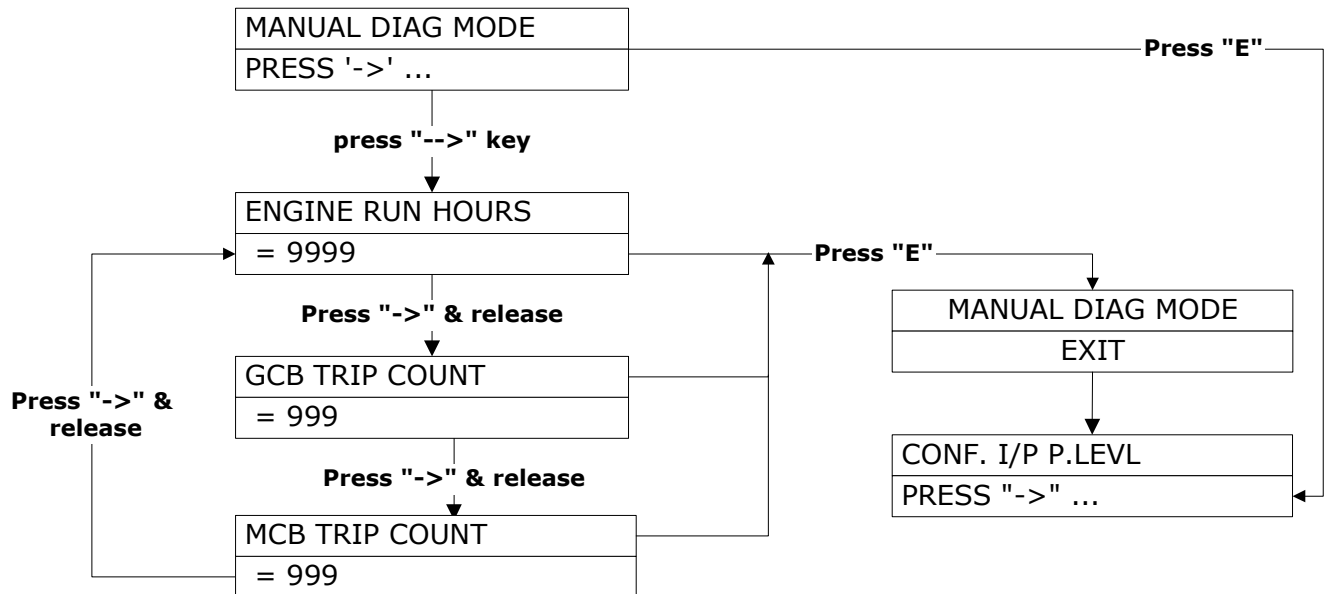 MANUAL DIAG MODE
PRESS '->' ...
Press "E"
press "-->" key
ENGINE RUN HOURS
= 9999
Press "E"
Press "->" & release
MANUAL DIAG MODE
EXIT
GCB TRIP COUNT
= 999
Press "->" &
release
CONF. I/P P.LEVL
PRESS "->" ...
Press "->" & release
MCB TRIP COUNT
= 999